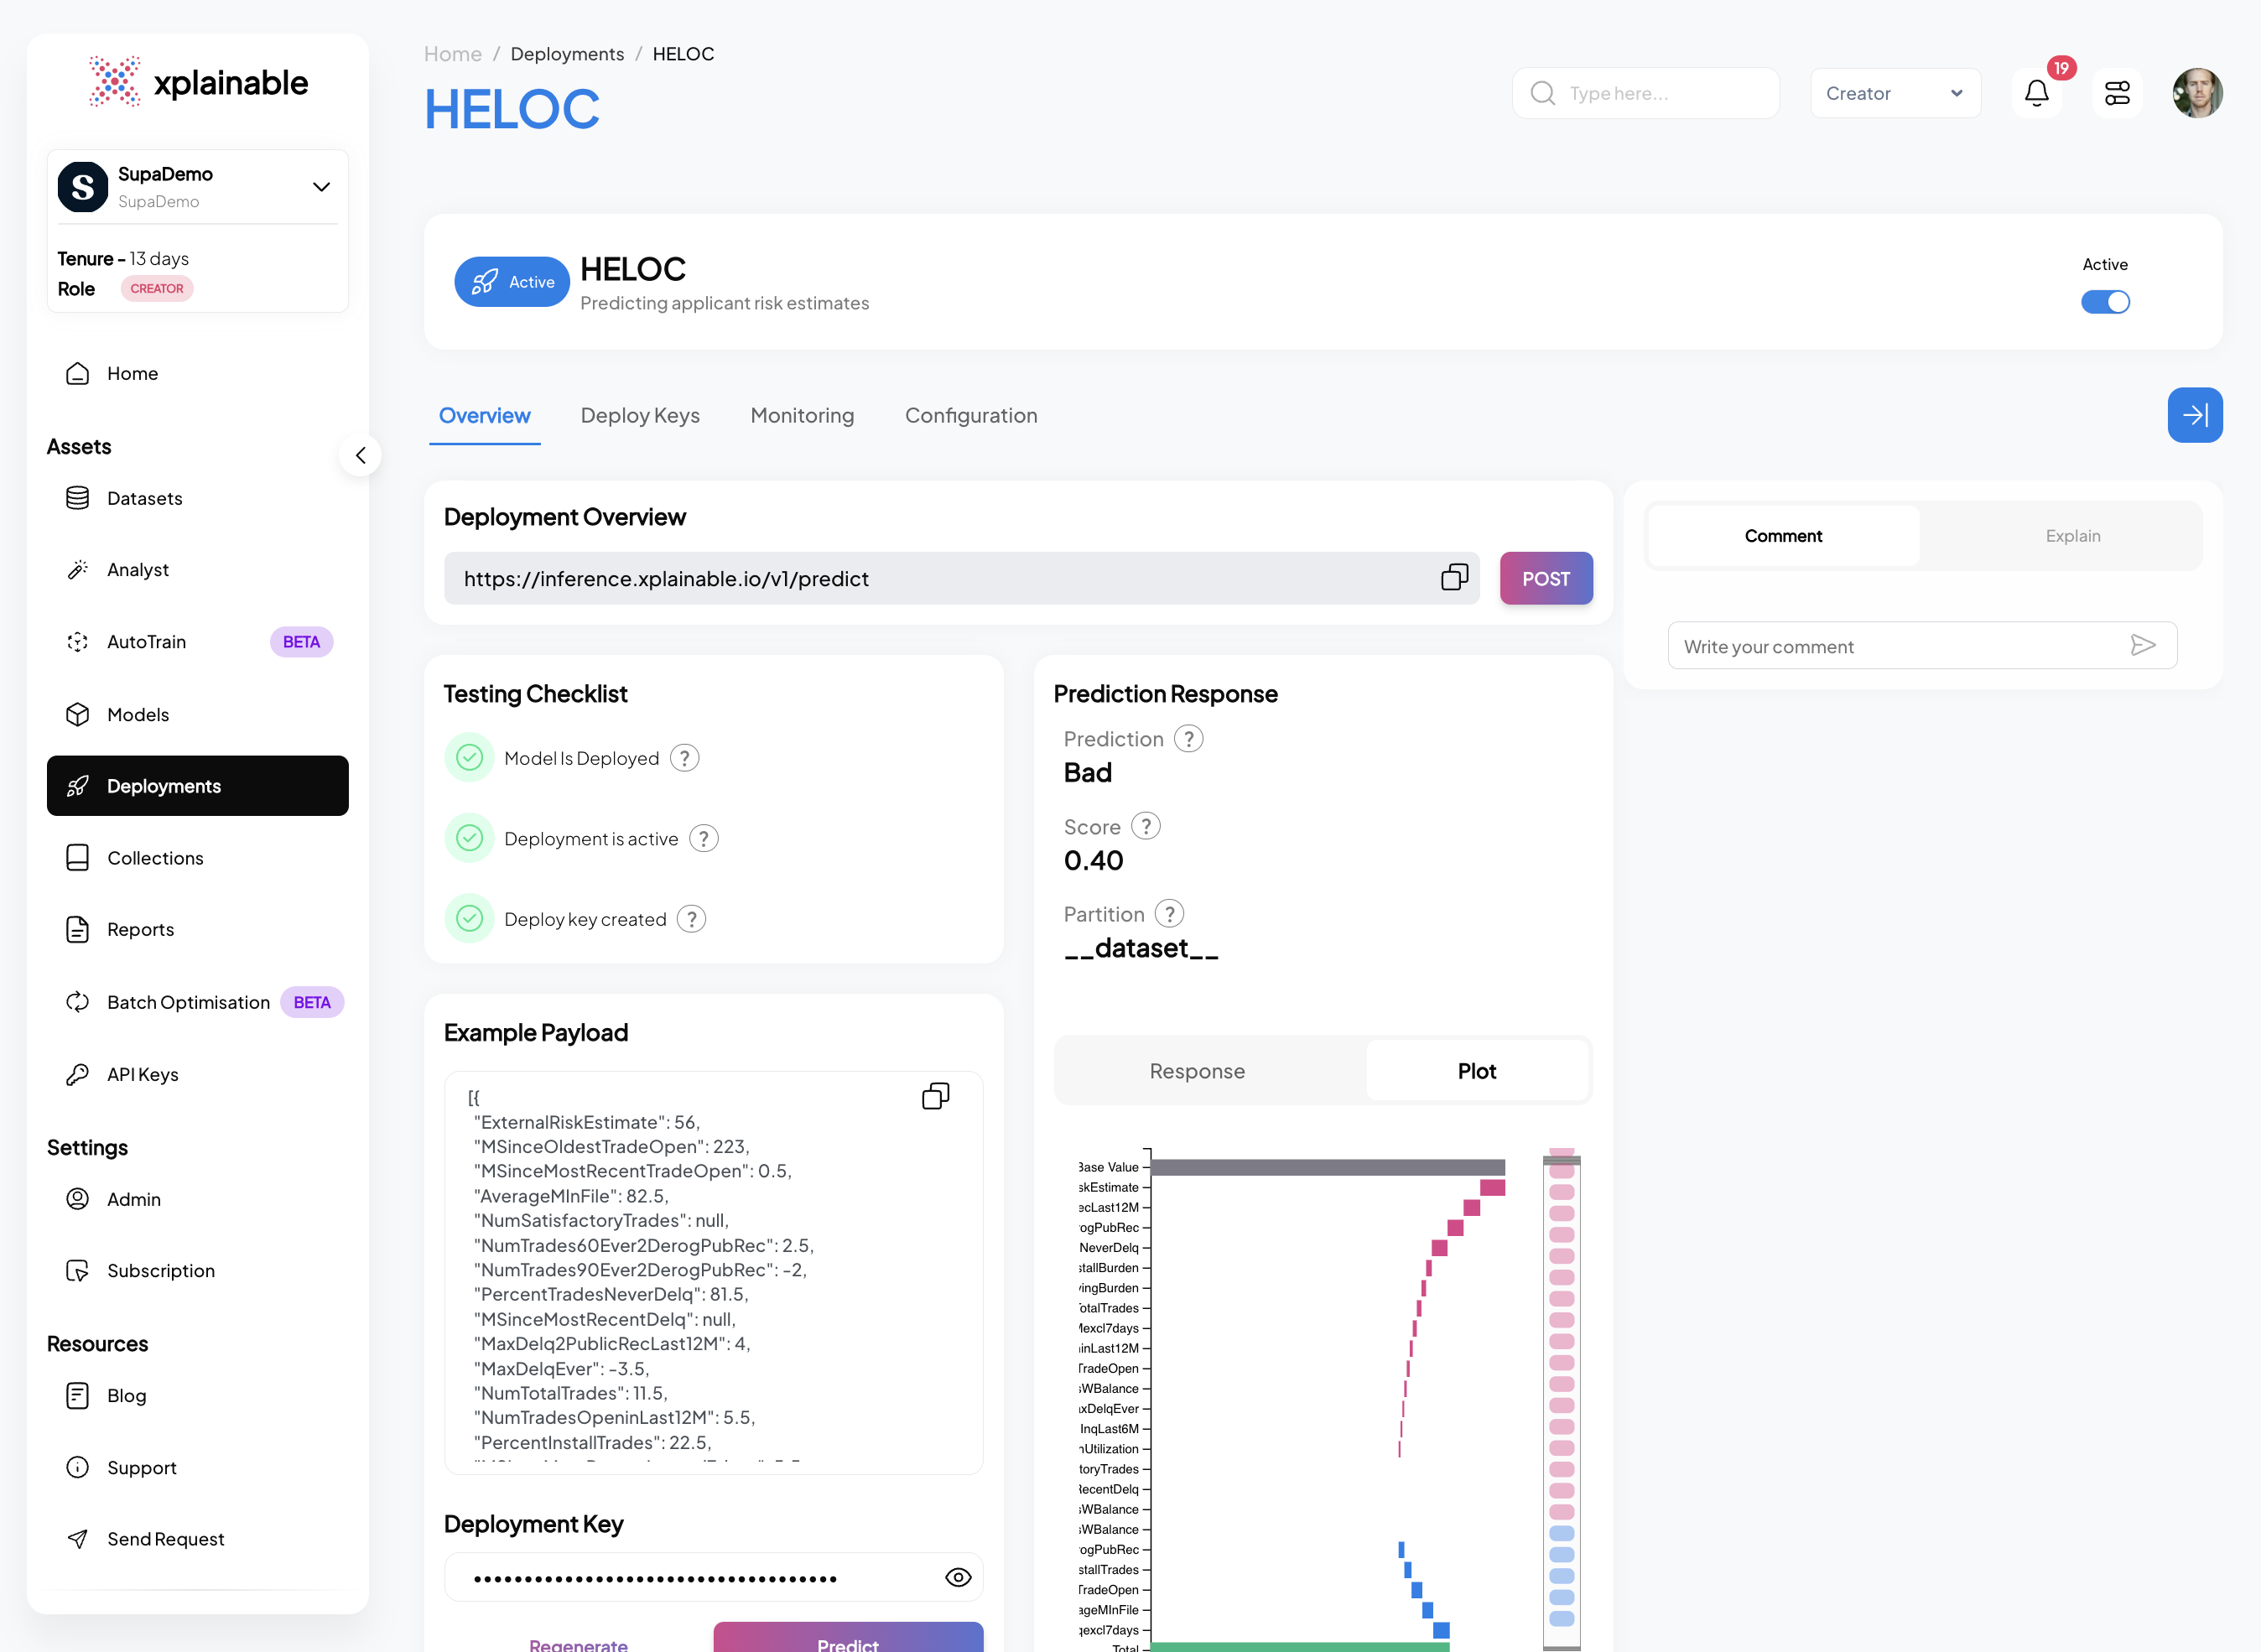 xplainable
S
SupaDemo
SupaDemo
Tenure - 13 days
Role CREATOR
Home
Assets
Datasets
Analyst
AutoTrain BETA
Models
Deployments
Collections
Reports
Batch Optimisation BETA
API Keys
Settings
Admin
Subscription
Resources
Blog
Support
Send Request
Home / Deployments / HELOC
HELOC
Type here...
Creator
19
Active
HELOC
Predicting applicant risk estimates
Active
Overview
Deploy Keys
Monitoring
Configuration
Deployment Overview
https://inference.xplainable.io/v1/predict
POST
Testing Checklist
Model Is Deployed ?
Deployment is active ?
Deploy key created ?
Example Payload
[{
"ExternalRiskEstimate": 56,
"MSinceOldestTradeOpen": 223,
"MSinceMostRecentTradeOpen": 0.5,
"AverageMInFile": 82.5,
"NumSatisfactoryTrades": null,
"NumTrades60Ever2DerogPubRec": 2.5,
"NumTrades90Ever2DerogPubRec": -2,
"PercentTradesNeverDelq": 81.5,
"MSinceMostRecentDelq": null,
"MaxDelq2PublicRecLast12M": 4,
"MaxDelqEver": -3.5,
"NumTotalTrades": 11.5,
"NumTradesOpeninLast12M": 5.5,
"PercentInstallTrades": 22.5,
Deployment Key
Regenerate
Predict
Prediction Response
Prediction ?
Bad
Score ?
0.40
Partition ?
__dataset__
Response
Plot
Base Value
skEstimate
ecLast12M
ogPubRec
NeverDelq
stallBurden
ingBurden
otalTrades
excl7days
inLast12M
TradeOpen
sWBalance
xDelqEver
InqLast6M
Utilization
toryTrades
RecentDelq
sWBalance
sWBalance
ogPubRec
stallTrades
TradeOpen
ageMInFile
qexcl7days
Total
Comment
Explain
Write your comment